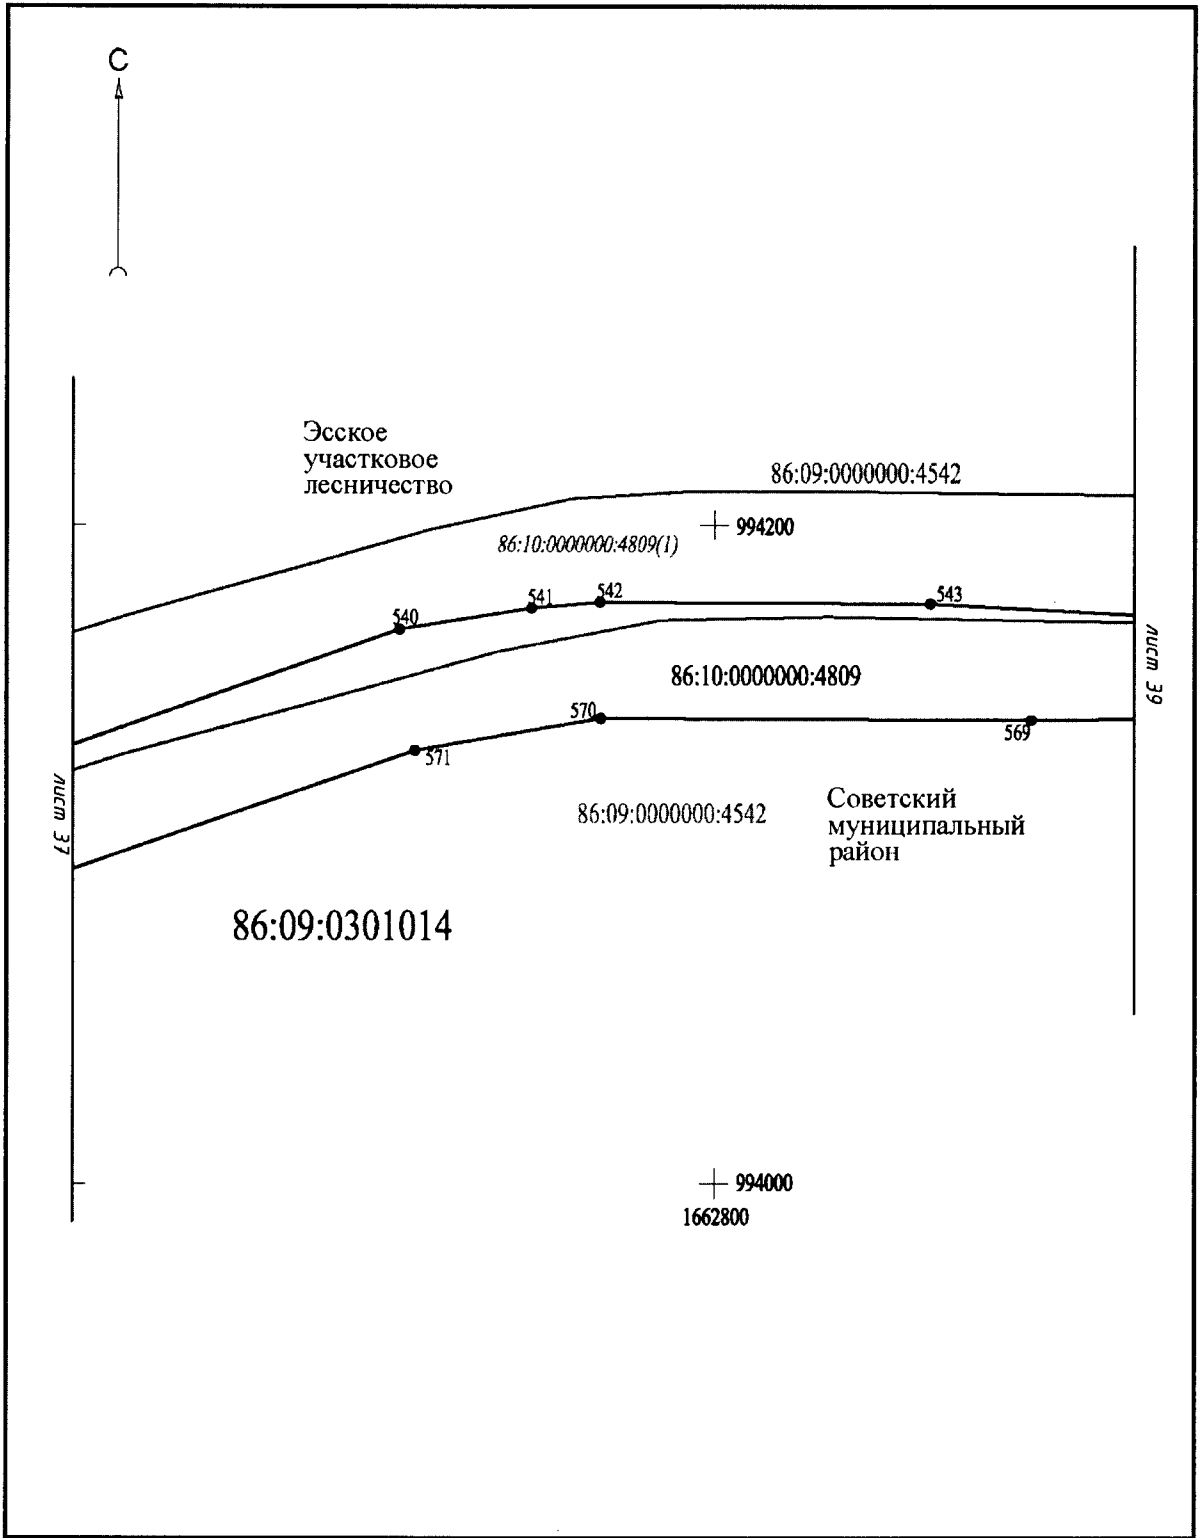 С
Эсское
участковое
лесничество
86:09:0000000:4542
994200
86:10:0000000:4809(1)
540
541
542
543
86:10:0000000:4809
лист 39
570
569
571
лист 37
86:09:0000000:4542
Советский
муниципальный
район
86:09:0301014
994000
1662800